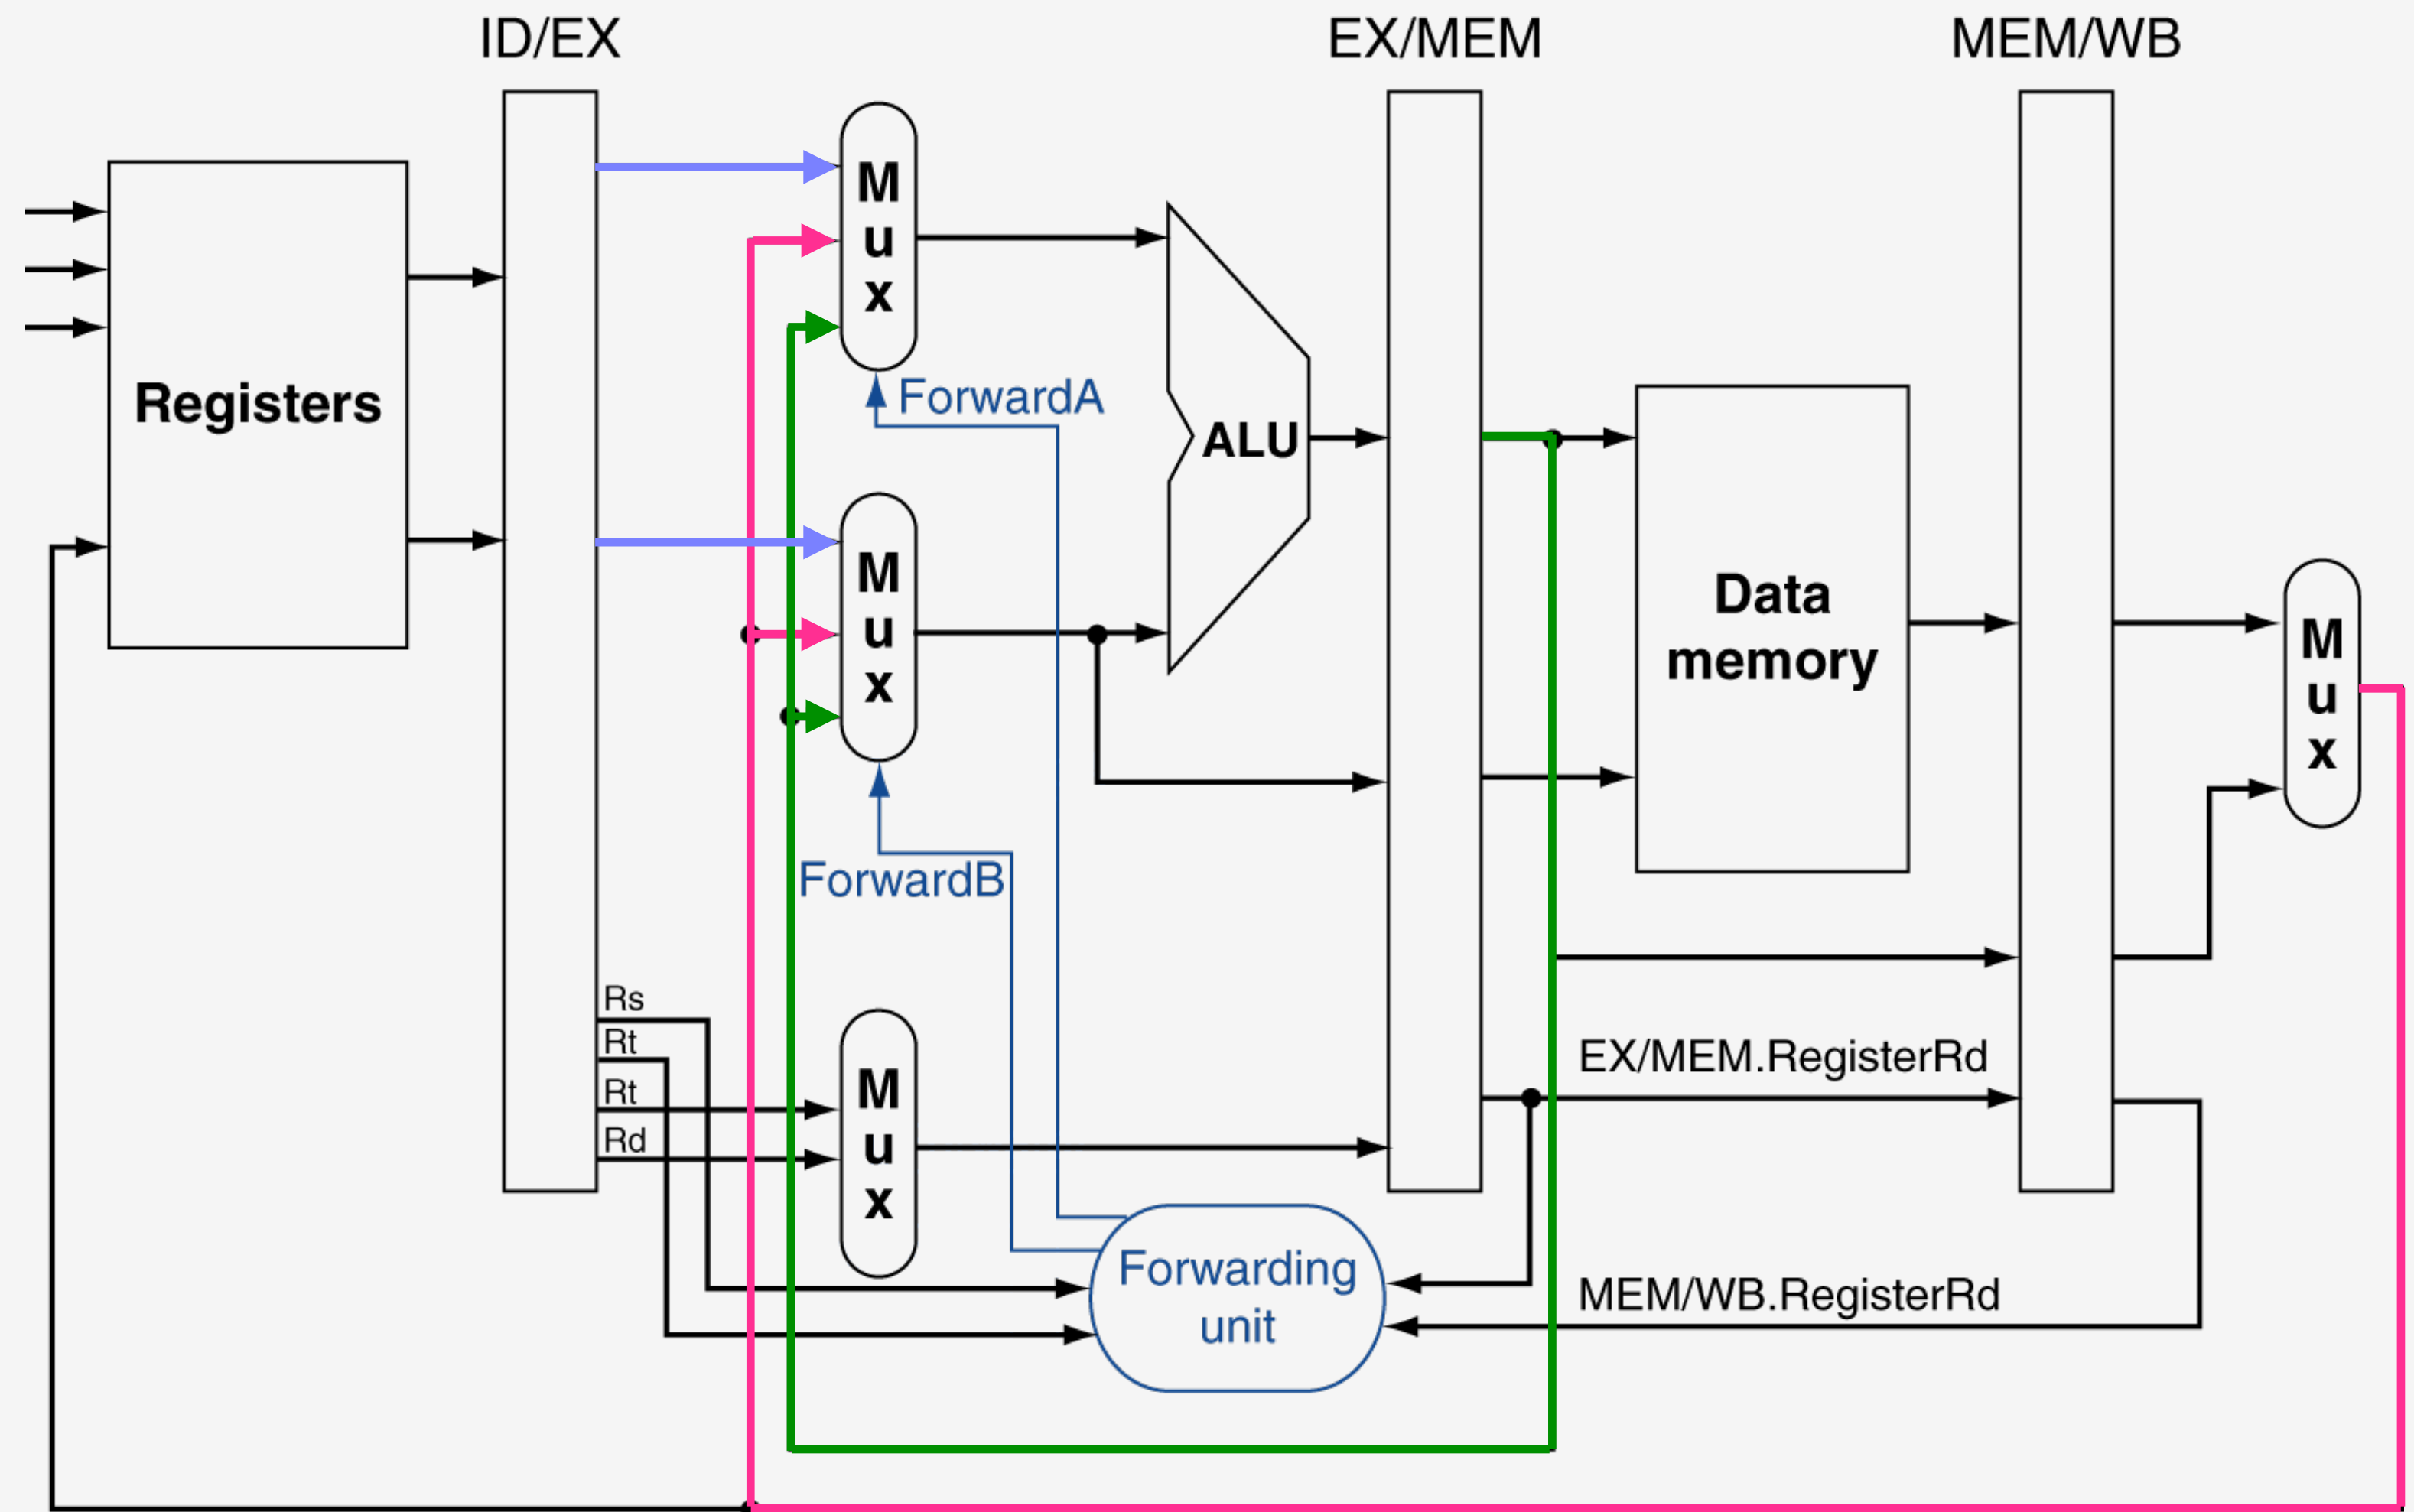 ID/EX
EX/MEM
MEM/WB
Registers
M
u
x
ForwardA
ALU
M
u
x
ForwardB
Data
memory
M
u
x
Rs
Rt
Rt
Rd
M
u
x
EX/MEM.RegisterRd
Forwarding
unit
MEM/WB.RegisterRd